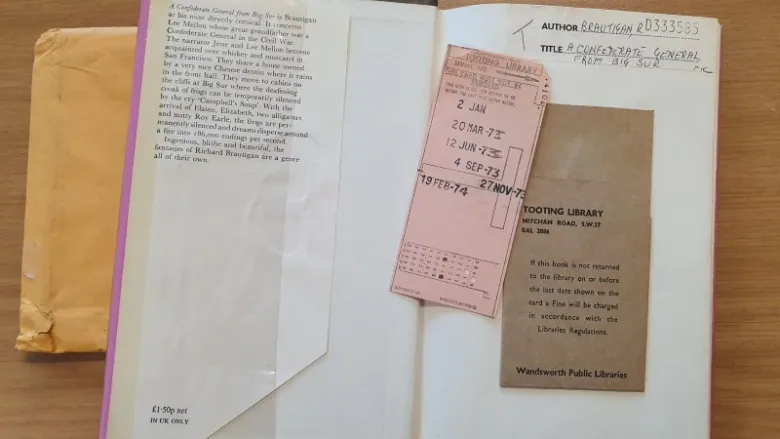 A Confederate General from Big Sur is Brautigan
at his most directly comical. It concerns
Lee Mellon whose great grandfather was a
Confederate General in the Civil War.
The narrator Jesse and Lee Mellon become
acquainted over whiskey and muscatel in
San Francisco. They share a house owned
by a very nice Chinese dentist where it rains
in the front hall. They move to cabins on
the cliffs at Big Sur where the deafening
croak of frogs can be temporarily silenced
by the cry 'Campbell's Soup'. With the
arrival of Elaine, Elizabeth, two alligators
and nutty Roy Earle, the frogs are per-
manently silenced and dreams disperse around
a fire into 186,000 endings per second.
Ingenious, blithe and beautiful, the
fantasies of Richard Brautigan are a genre
all of their own.
£1·50p net
IN UK ONLY
TOOTING LIBRARY
SERIAL NO.
THIS CARD MUST NOT BE
REMOVED
2 JAN
20 MAR-73
12 JUN-73
4 SEP-73
27 NOV-73
19 FEB-74
AUTHOR BRAUTIGAN R D333585
TITLE A CONFEDERATE GENERAL
FROM BIG SUR
TOOTING LIBRARY
MITCHAM ROAD, S.W.17
BAL 2086
If this book is not returned
to the library on or before
the last date shown on the
card a Fine will be charged
in accordance with the
Libraries Regulations.
Wandsworth Public Libraries